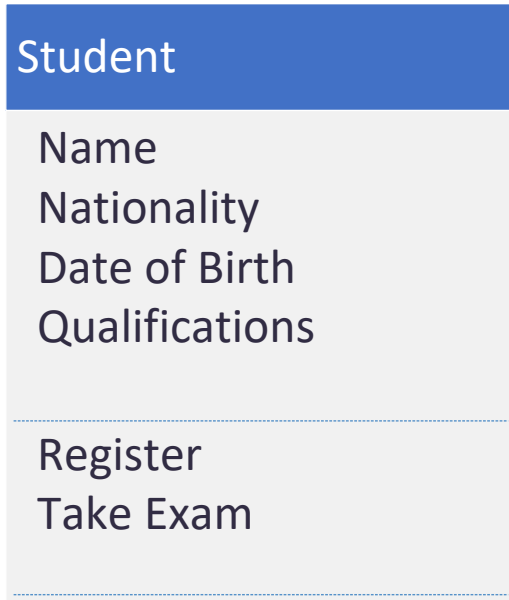 Student
Name
Nationality
Date of Birth
Qualifications
Register
Take Exam